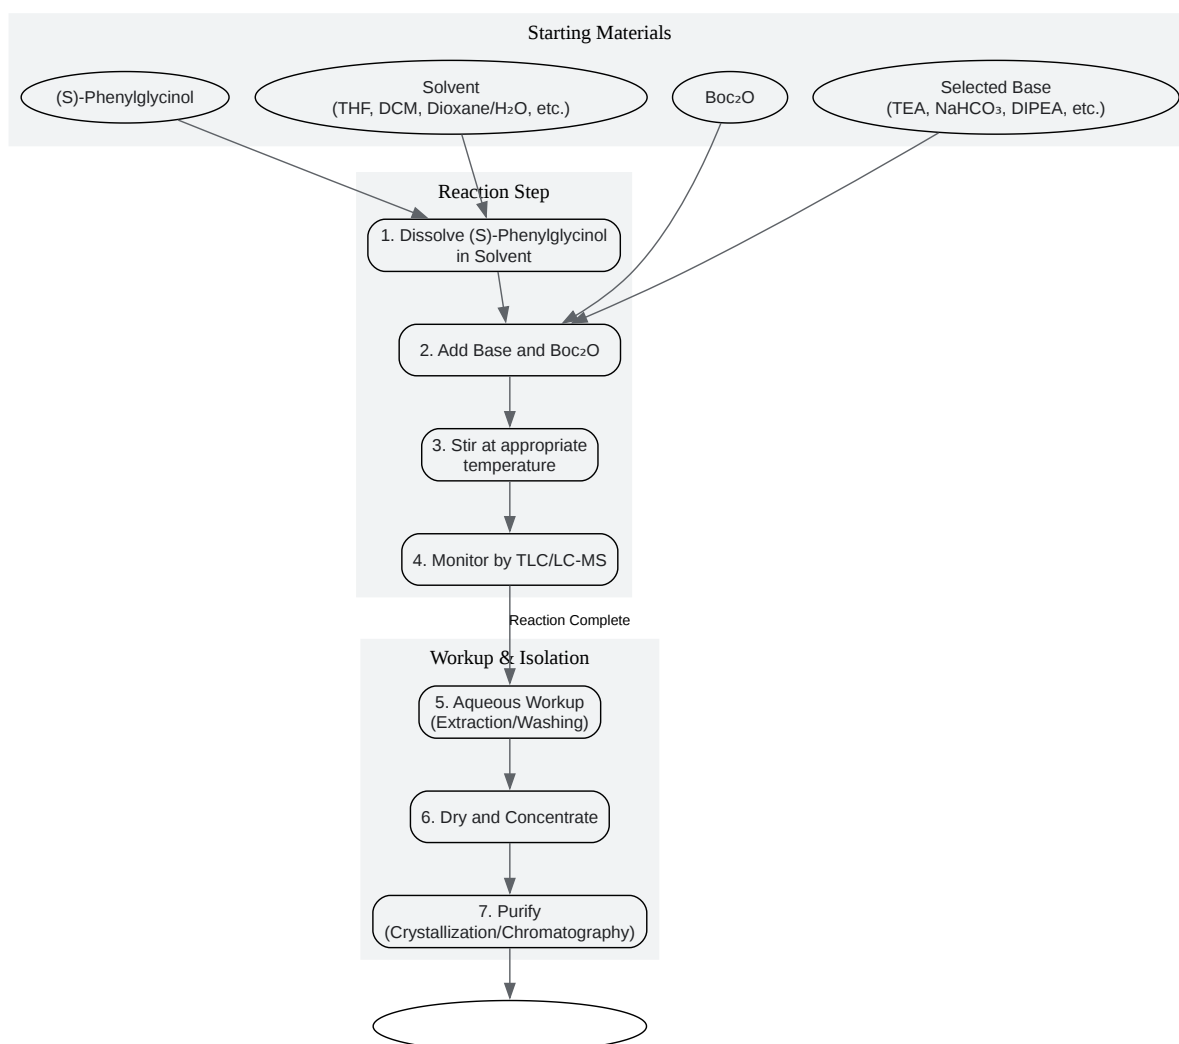 Starting Materials
(S)-Phenylglycinol
Solvent
(THF, DCM, Dioxane/H₂O, etc.)
Boc₂O
Selected Base
(TEA, NaHCO₃, DIPEA, etc.)
Reaction Step
1. Dissolve (S)-Phenylglycinol
in Solvent
2. Add Base and Boc₂O
3. Stir at appropriate
temperature
4. Monitor by TLC/LC-MS
Reaction Complete
Workup & Isolation
5. Aqueous Workup
(Extraction/Washing)
6. Dry and Concentrate
7. Purify
(Crystallization/Chromatography)